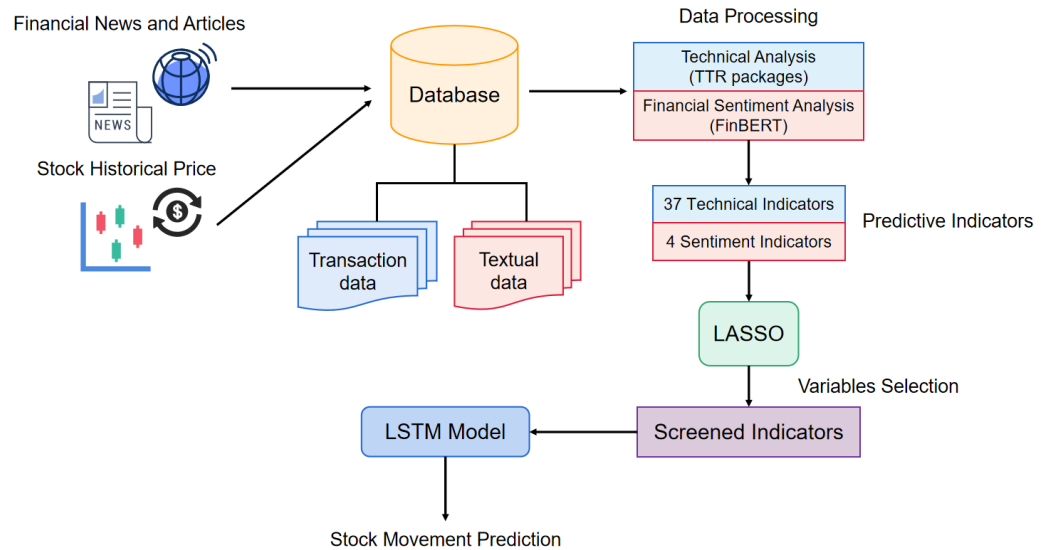 Financial News and Articles
NEWS
Stock Historical Price
$
Database
Transaction
data
Textual
data
Data Processing
Technical Analysis
(TTR packages)
Financial Sentiment Analysis
(FinBERT)
37 Technical Indicators
4 Sentiment Indicators
Predictive Indicators
LASSO
Variables Selection
Screened Indicators
LSTM Model
Stock Movement Prediction